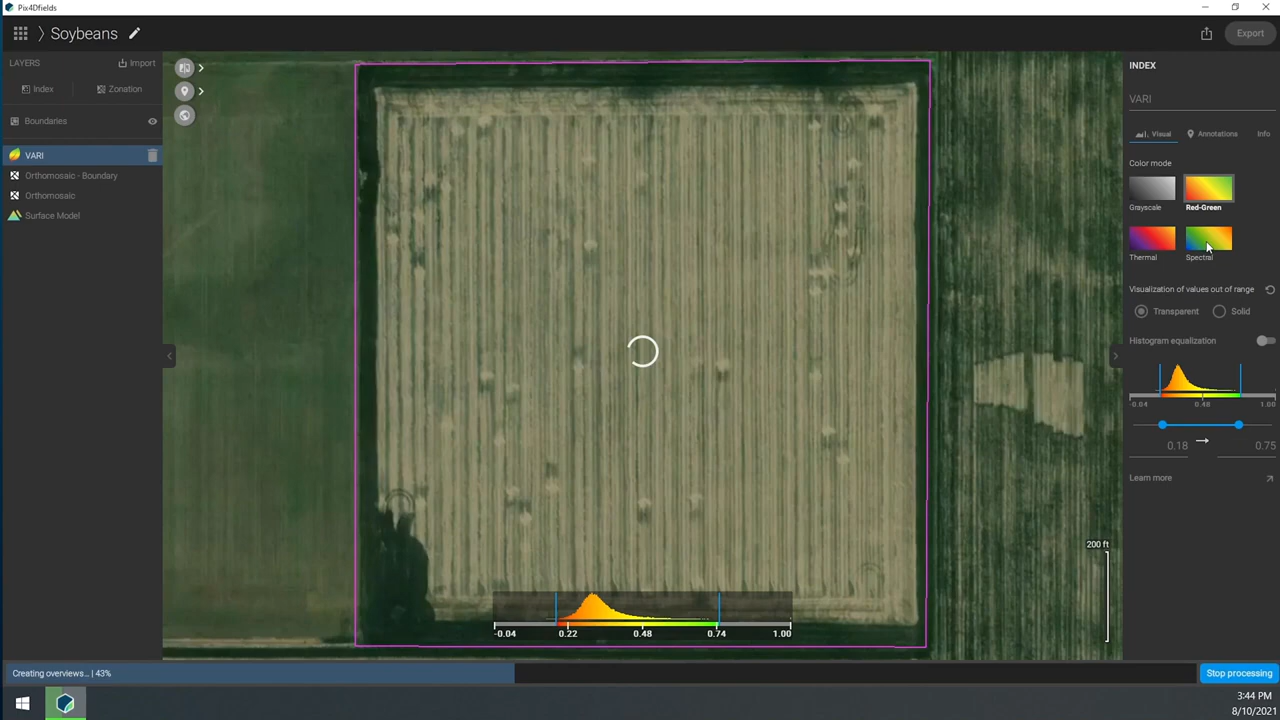 Pix4Dfields
Soybeans
Export
LAYERS
Import
Index
Zonation
Boundaries
VARI
Orthomosaic - Boundary
Orthomosaic
Surface Model
INDEX
VARI
Visual
Annotations
Info
Color mode
Grayscale
Red-Green
Thermal
Spectral
Visualization of values out of range
Transparent
Solid
Histogram equalization
-0.04 0.48 1.00
0.18
0.75
Learn more
200 ft
-0.04 0.22 0.48 0.74 1.00
Creating overviews... | 43%
Stop processing
3:44 PM
8/10/2021